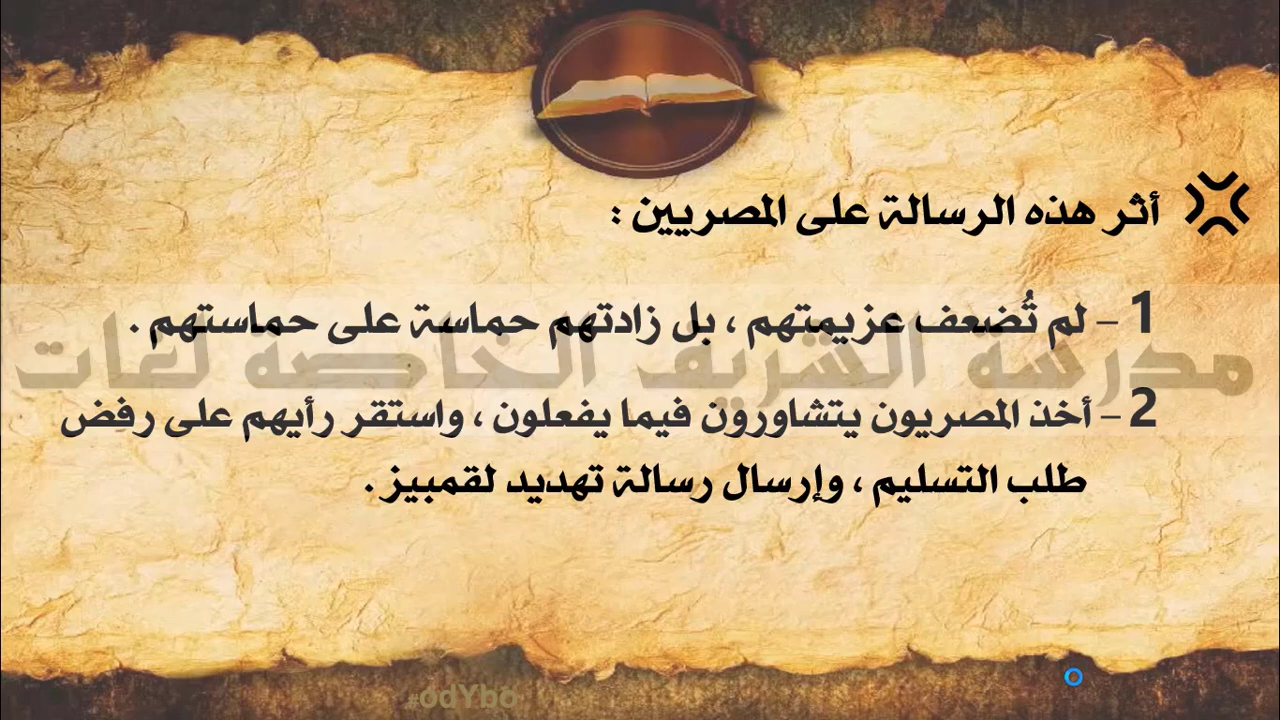 أثر هذه الرسالة على المصريين :
1 – لم تُضعف عزيمتهم ، بل زادتهم حماسة على حماستهم .
مدرسة الشريف الخاصة لغات
2 – أخذ المصريون يتشاورون فيما يفعلون ، واستقر رأيهم على رفض
طلب التسليم ، وإرسال رسالة تهديد لقمبيز .
#odYbo